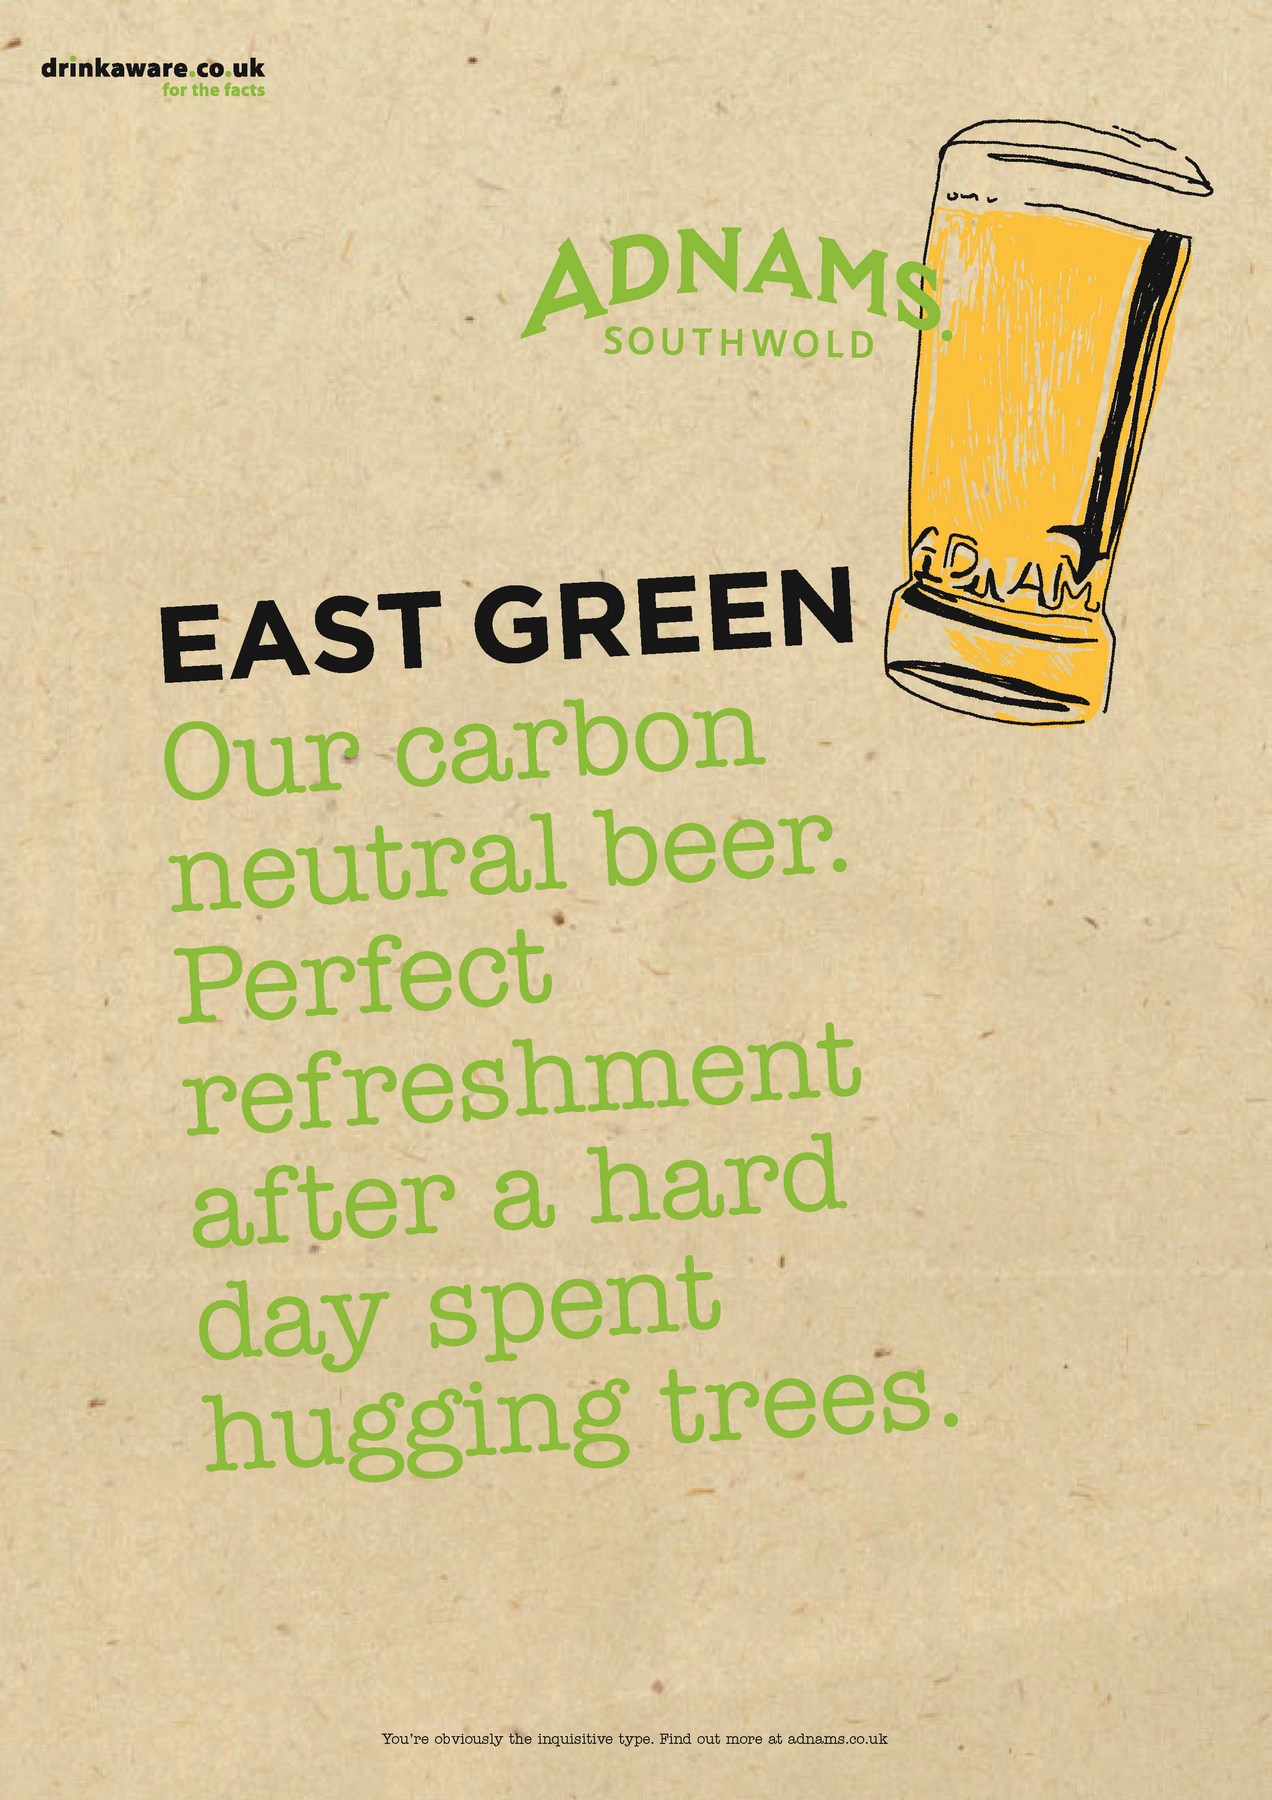 drinkaware.co.uk
for the facts
ADNAMS.
SOUTHWOLD
ADNAM
EAST GREEN
Our carbon
neutral beer.
Perfect
refreshment
after a hard
day spent
hugging trees.
You're obviously the inquisitive type. Find out more at adnams.co.uk